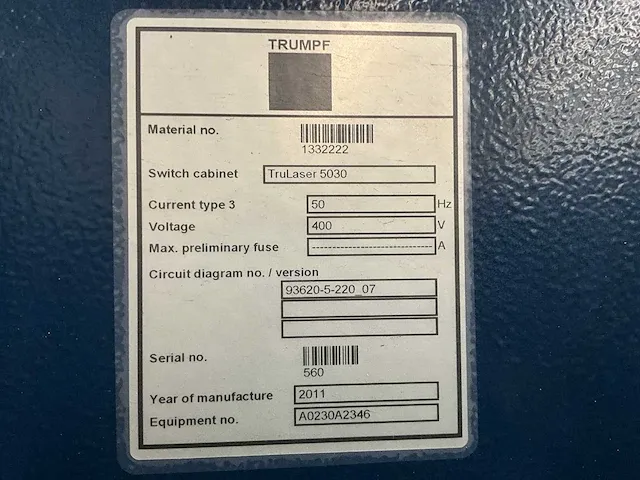 TRUMPF
Material no.
1332222
Switch cabinet TruLaser 5030
Current type 3 50 Hz
Voltage 400 V
Max. preliminary fuse ------------------------------ A
Circuit diagram no. / version
93620-5-220_07
Serial no.
560
Year of manufacture 2011
Equipment no. A0230A2346